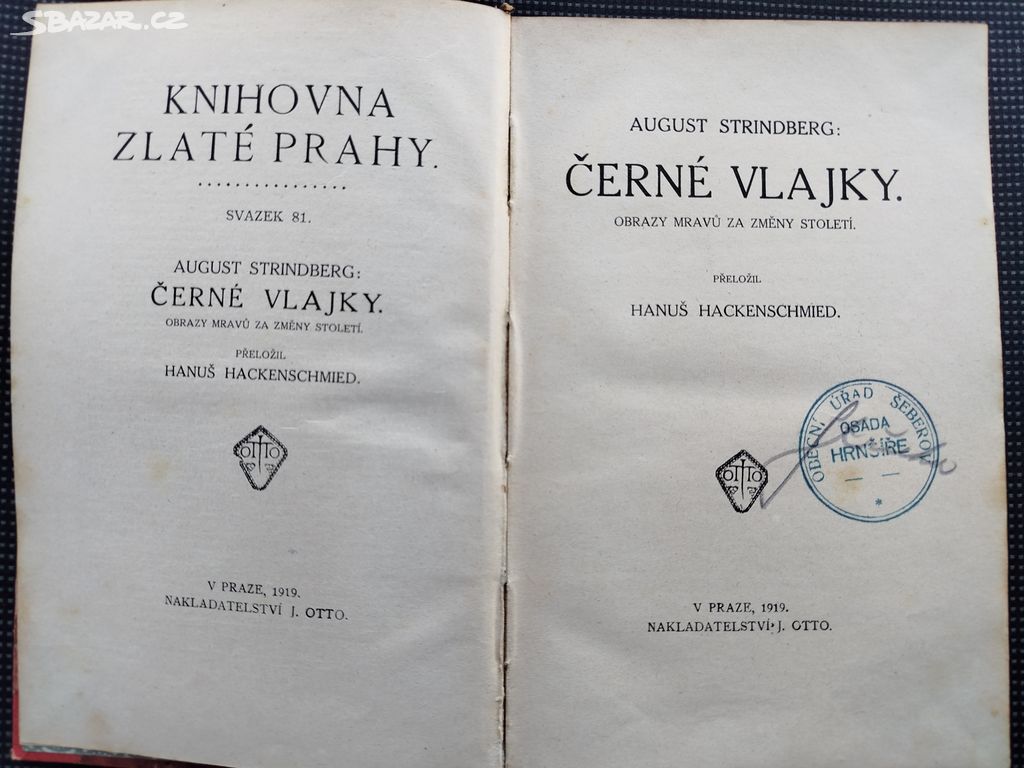 SBAZAR.CZ
KNIHOVNA
ZLATÉ PRAHY.
SVAZEK 81.
AUGUST STRINDBERG:
ČERNÉ VLAJKY.
OBRAZY MRAVŮ ZA ZMĚNY STOLETÍ.
PŘELOŽIL
HANUŠ HACKENSCHMIED.
OTTO
V PRAZE, 1919.
NAKLADATELSTVÍ J. OTTO.
AUGUST STRINDBERG:
ČERNÉ VLAJKY.
OBRAZY MRAVŮ ZA ZMĚNY STOLETÍ.
PŘELOŽIL
HANUŠ HACKENSCHMIED.
OBECNÍ ÚŘAD ŠEBEROV
OSADA
HRNŠÍŘE
OTTO
V PRAZE, 1919.
NAKLADATELSTVÍ J. OTTO.